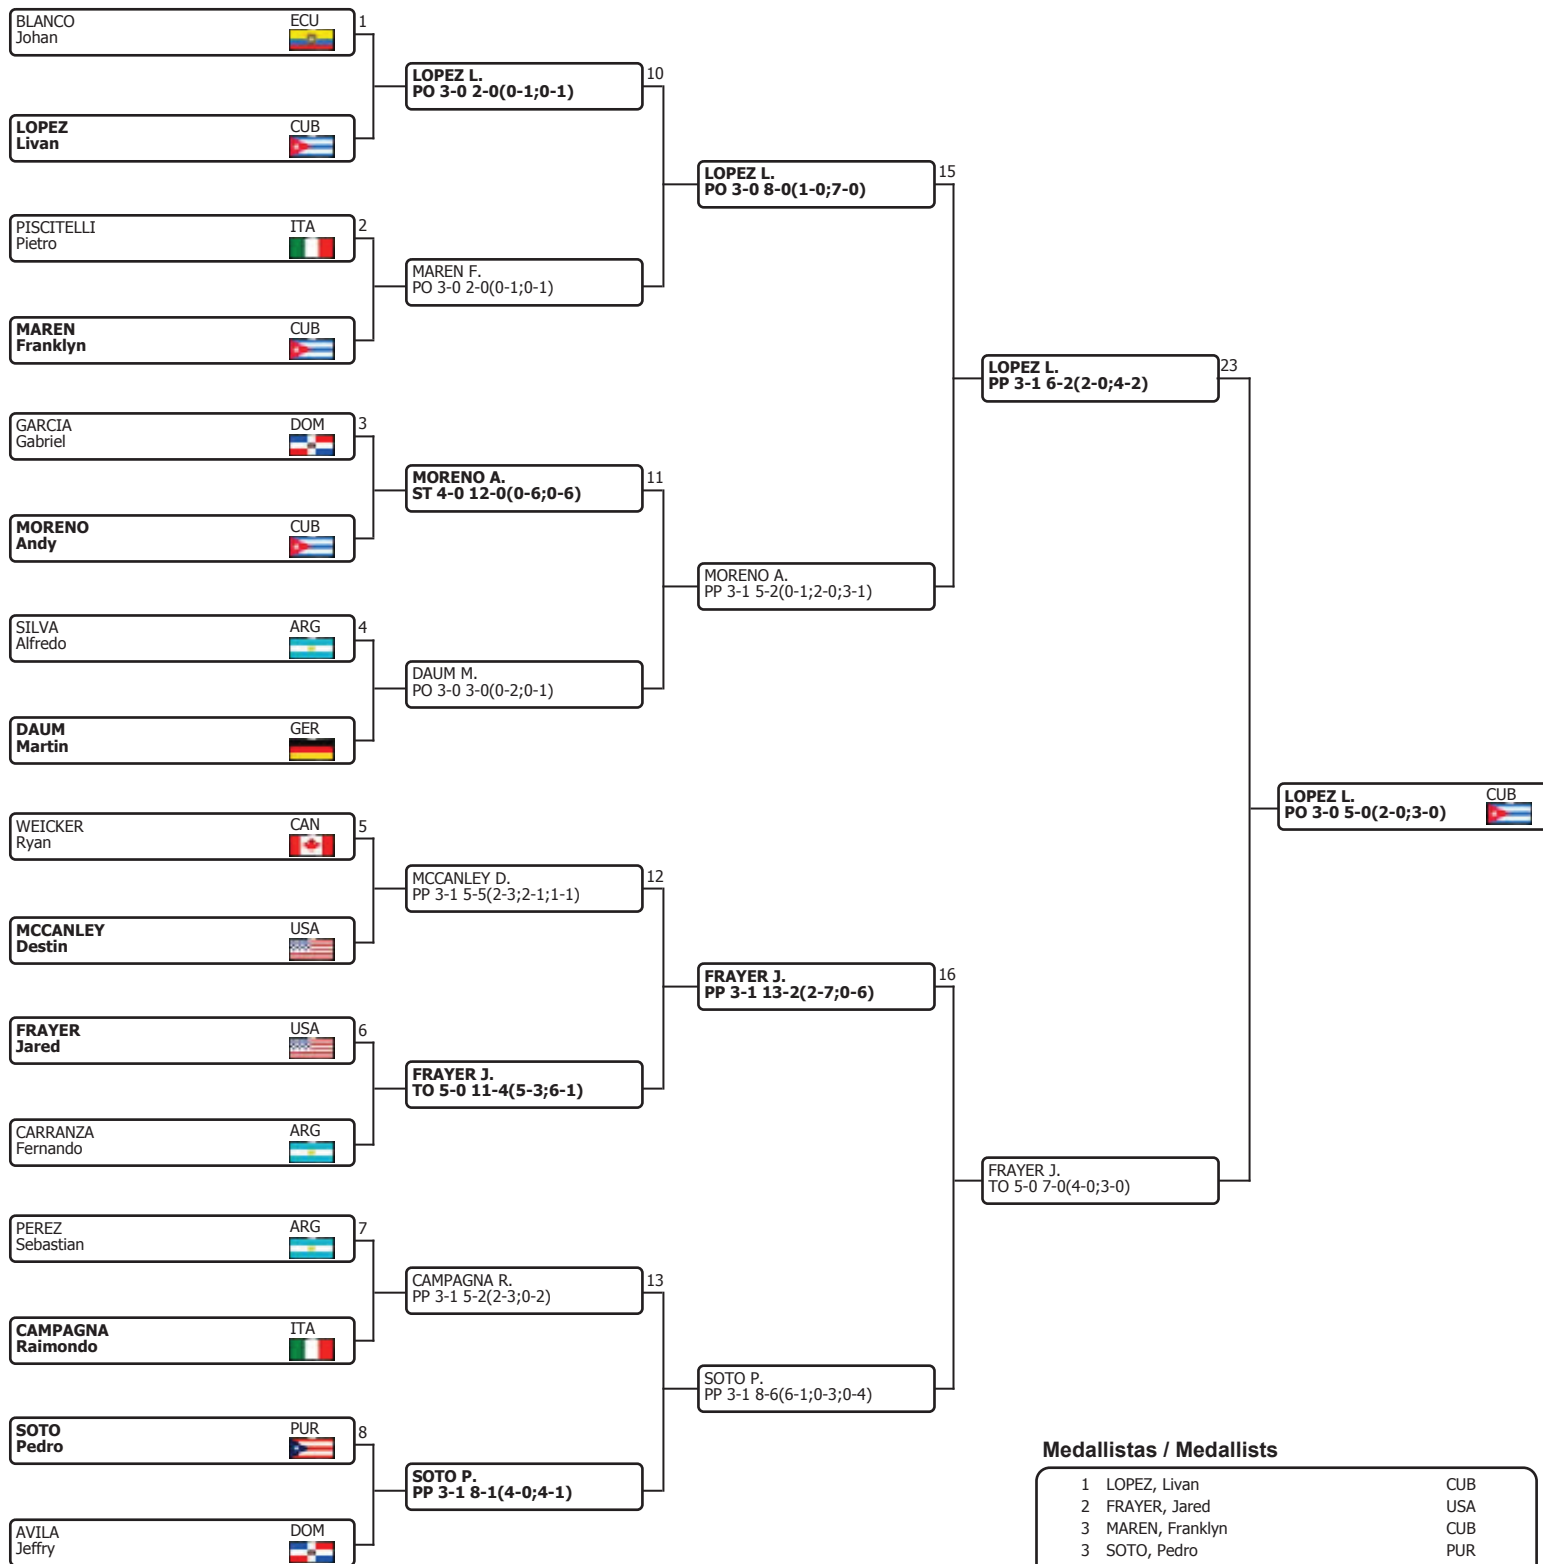 BLANCO ECU 1
Johan
LOPEZ CUB
Livan
PISCITELLI ITA 2
Pietro
MAREN CUB
Franklyn
GARCIA DOM 3
Gabriel
MORENO CUB
Andy
SILVA ARG 4
Alfredo
DAUM GER
Martin
WEICKER CAN 5
Ryan
MCCANLEY USA
Destin
FRAYER USA 6
Jared
CARRANZA ARG
Fernando
PEREZ ARG 7
Sebastian
CAMPAGNA ITA
Raimondo
SOTO PUR 8
Pedro
AVILA DOM
Jeffry
LOPEZ L. 10
PO 3-0 2-0(0-1;0-1)
MAREN F.
PO 3-0 2-0(0-1;0-1)
MORENO A. 11
ST 4-0 12-0(0-6;0-6)
DAUM M.
PO 3-0 3-0(0-2;0-1)
MCCANLEY D. 12
PP 3-1 5-5(2-3;2-1;1-1)
FRAYER J.
TO 5-0 11-4(5-3;6-1)
CAMPAGNA R. 13
PP 3-1 5-2(2-3;0-2)
SOTO P.
PP 3-1 8-1(4-0;4-1)
LOPEZ L. 15
PO 3-0 8-0(1-0;7-0)
MORENO A.
PP 3-1 5-2(0-1;2-0;3-1)
FRAYER J. 16
PP 3-1 13-2(2-7;0-6)
SOTO P.
PP 3-1 8-6(6-1;0-3;0-4)
LOPEZ L. 23
PP 3-1 6-2(2-0;4-2)
FRAYER J.
TO 5-0 7-0(4-0;3-0)
LOPEZ L. CUB
PO 3-0 5-0(2-0;3-0)
Medallistas / Medallists
1 LOPEZ, Livan CUB
2 FRAYER, Jared USA
3 MAREN, Franklyn CUB
3 SOTO, Pedro PUR